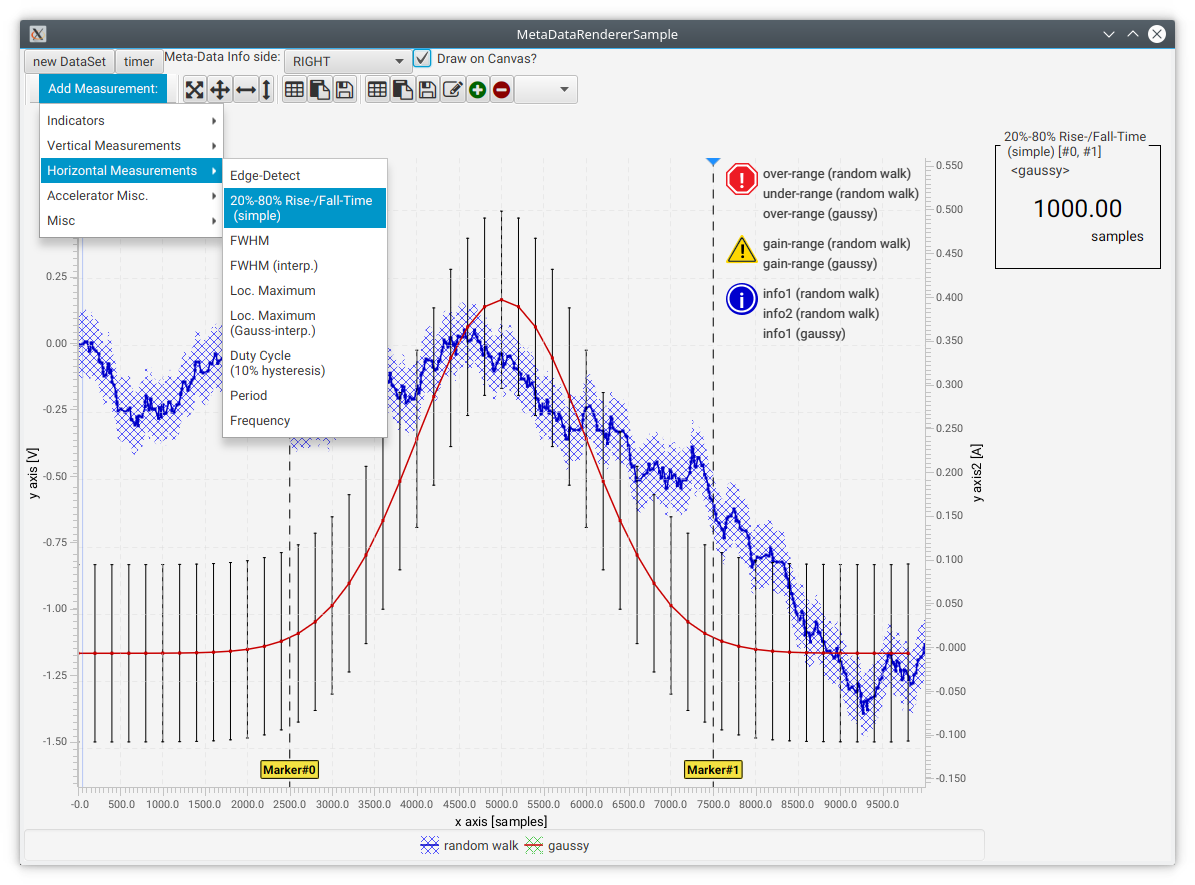 MetaDataRendererSample
new DataSet
timer
Meta-Data Info side:
RIGHT
Draw on Canvas?
Add Measurement:
Indicators
Vertical Measurements
Horizontal Measurements
Accelerator Misc.
Misc
Edge-Detect
20%-80% Rise-/Fall-Time
(simple)
FWHM
FWHM (interp.)
Loc. Maximum
Loc. Maximum
(Gauss-interp.)
Duty Cycle
(10% hysteresis)
Period
Frequency
over-range (random walk)
under-range (random walk)
over-range (gaussy)
gain-range (random walk)
gain-range (gaussy)
info1 (random walk)
info2 (random walk)
info1 (gaussy)
20%-80% Rise-/Fall-Time
(simple) [#0, #1]
<gaussy>
1000.00
samples
y axis [V]
0.25
0.00
-0.25
-0.50
-0.75
-1.00
-1.25
-1.50
0.550
0.500
0.450
0.400
0.350
0.300
0.250
0.200
0.150
0.100
0.050
-0.000
-0.050
-0.100
-0.150
y axis2 [A]
Marker#0
Marker#1
-0.0 500.0 1000.0 1500.0 2000.0 2500.0 3000.0 3500.0 4000.0 4500.0 5000.0 5500.0 6000.0 6500.0 7000.0 7500.0 8000.0 8500.0 9000.0 9500.0
x axis [samples]
random walk
gaussy